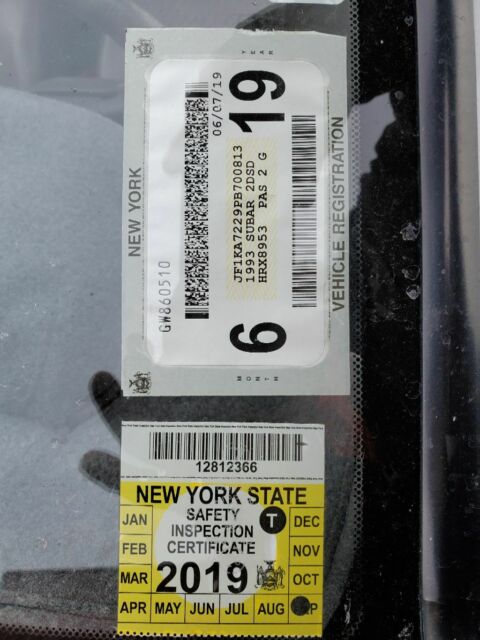 NEW YORK
GW860510
06/07/19
MONTH YEAR
6 19
JF1KA7229PB700813
1993 SUBAR 2DSD
HRX8953 PAS 2 G
VEHICLE REGISTRATION
12812366
NEW YORK STATE
SAFETY
INSPECTION
CERTIFICATE
T
2019
JAN
FEB
MAR
APR MAY JUN JUL AUG P
DEC
NOV
OCT